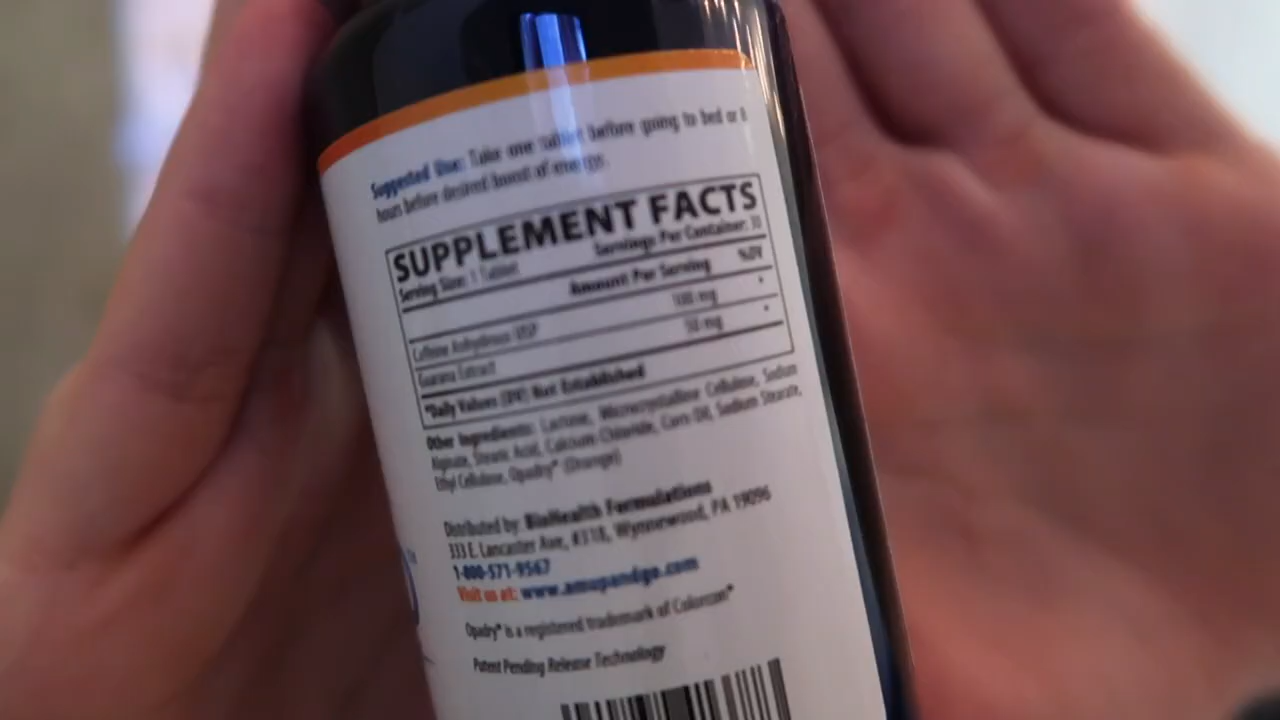 Suggested Use: Take one tablet before going to bed or 8
hours before desired boost of energy.
SUPPLEMENT FACTS
Serving Size: 1 Tablet Servings Per Container: 30
Amount Per Serving %DV
Caffeine Anhydrous USP 100 mg *
Guarana Extract 50 mg *
*Daily Values (DV) Not Established
Other Ingredients: Lactose, Microcrystalline Cellulose, Sodium
Alginate, Stearic Acid, Calcium Chloride, Corn Oil, Sodium Stearate,
Ethyl Cellulose, Opadry® (Orange)
Distributed by: BioHealth Formulations
333 E. Lancaster Ave, #318, Wynnewood, PA 19096
1-800-571-9567
Visit us at: www.amupandgo.com
Opadry® is a registered trademark of Colorcon®
Patent Pending Release Technology